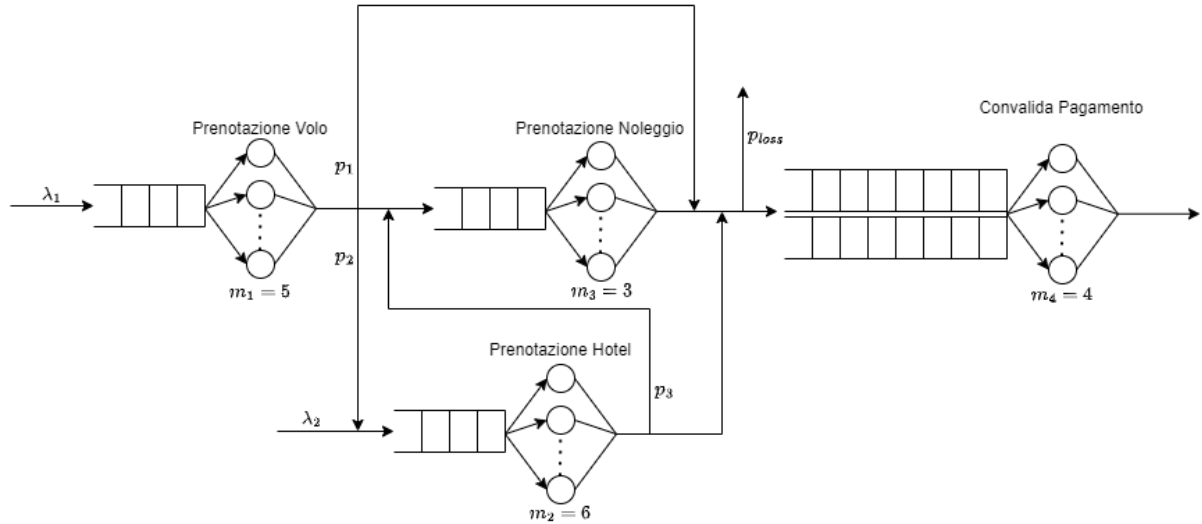 Prenotazione Volo
λ₁
m₁ = 5
p₁
p₂
Prenotazione Noleggio
m₃ = 3
p_loss
Convalida Pagamento
m₄ = 4
Prenotazione Hotel
λ₂
p₃
m₂ = 6